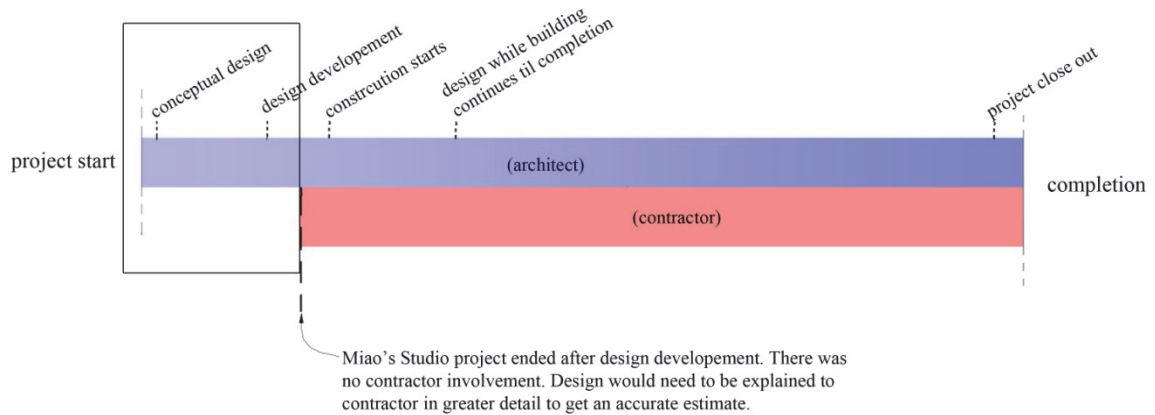 conceptual design
design developement
constrcution starts
design while building
continues til completion
project close out
project start
(architect)
completion
(contractor)
Miao’s Studio project ended after design developement. There was
no contractor involvement. Design would need to be explained to
contractor in greater detail to get an accurate estimate.